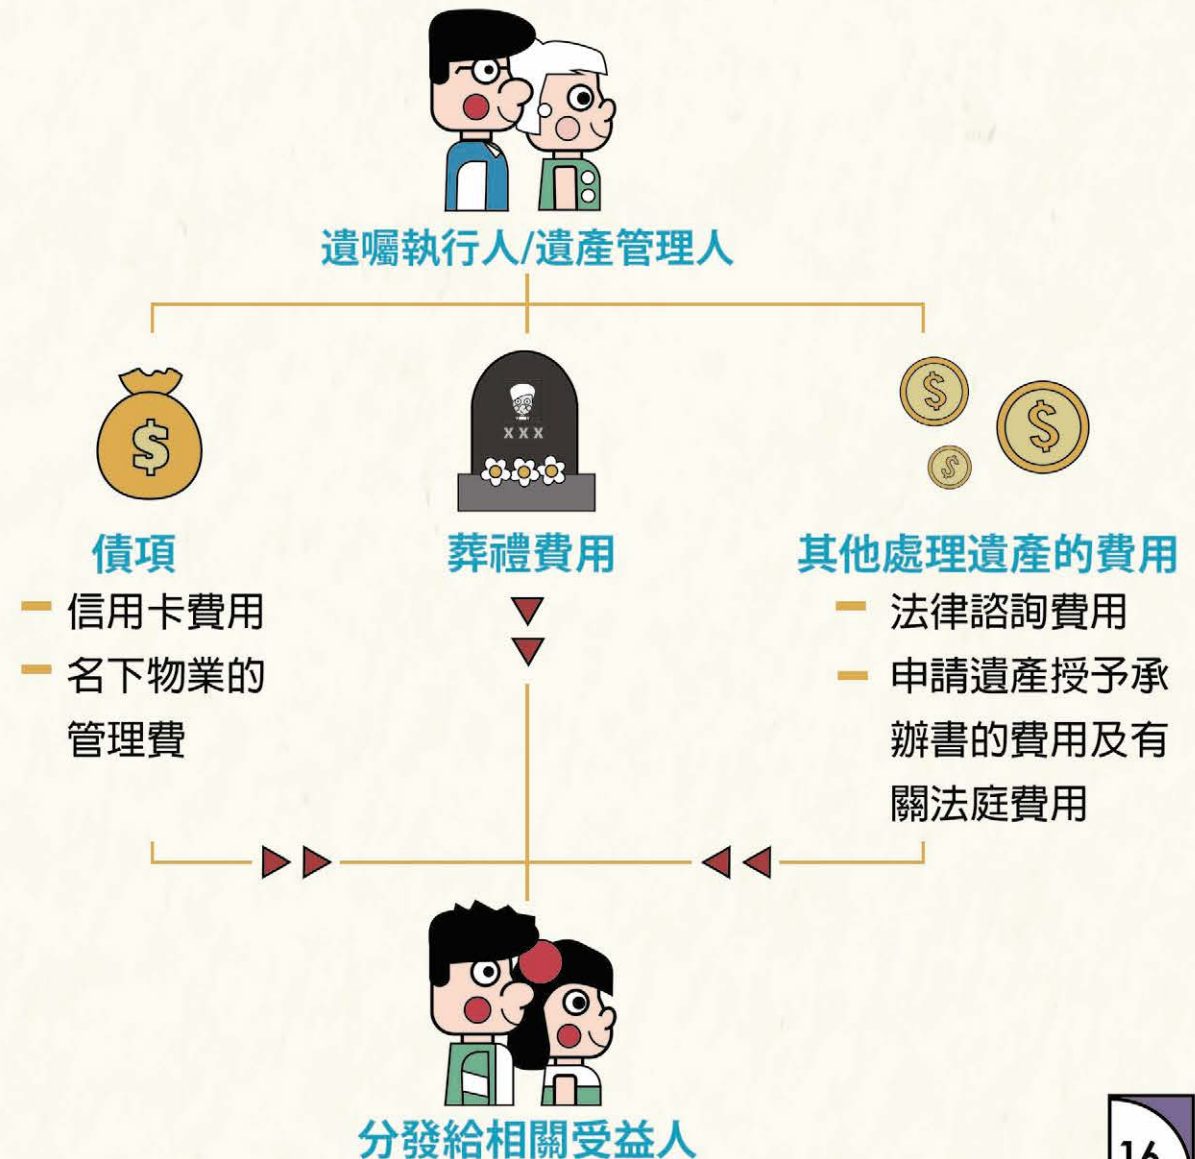 遺囑執行人/遺產管理人
$
x x x
$
$
$
債項
信用卡費用
名下物業的
管理費
葬禮費用
其他處理遺產的費用
法律諮詢費用
申請遺產授予承
辦書的費用及有
關法庭費用
分發給相關受益人
16